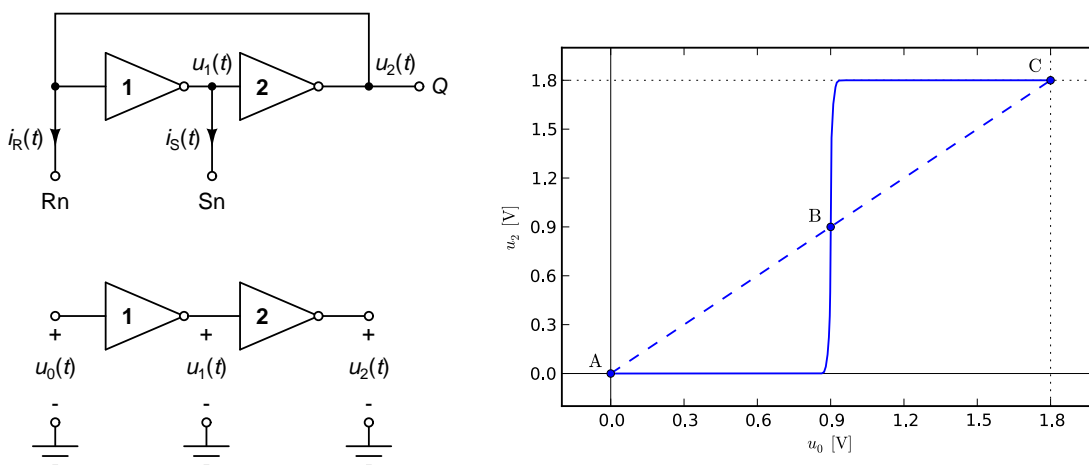 u₁(t)
u₂(t)
1
2
Q
i_R(t)
i_S(t)
Rn
Sn
1
2
+
+
+
u₀(t)
u₁(t)
u₂(t)
-
-
-
C
1.8
1.5
1.2
B
0.9
0.6
0.3
A
0.0
u₂ [V]
0.0 0.3 0.6 0.9 1.2 1.5 1.8
u₀ [V]